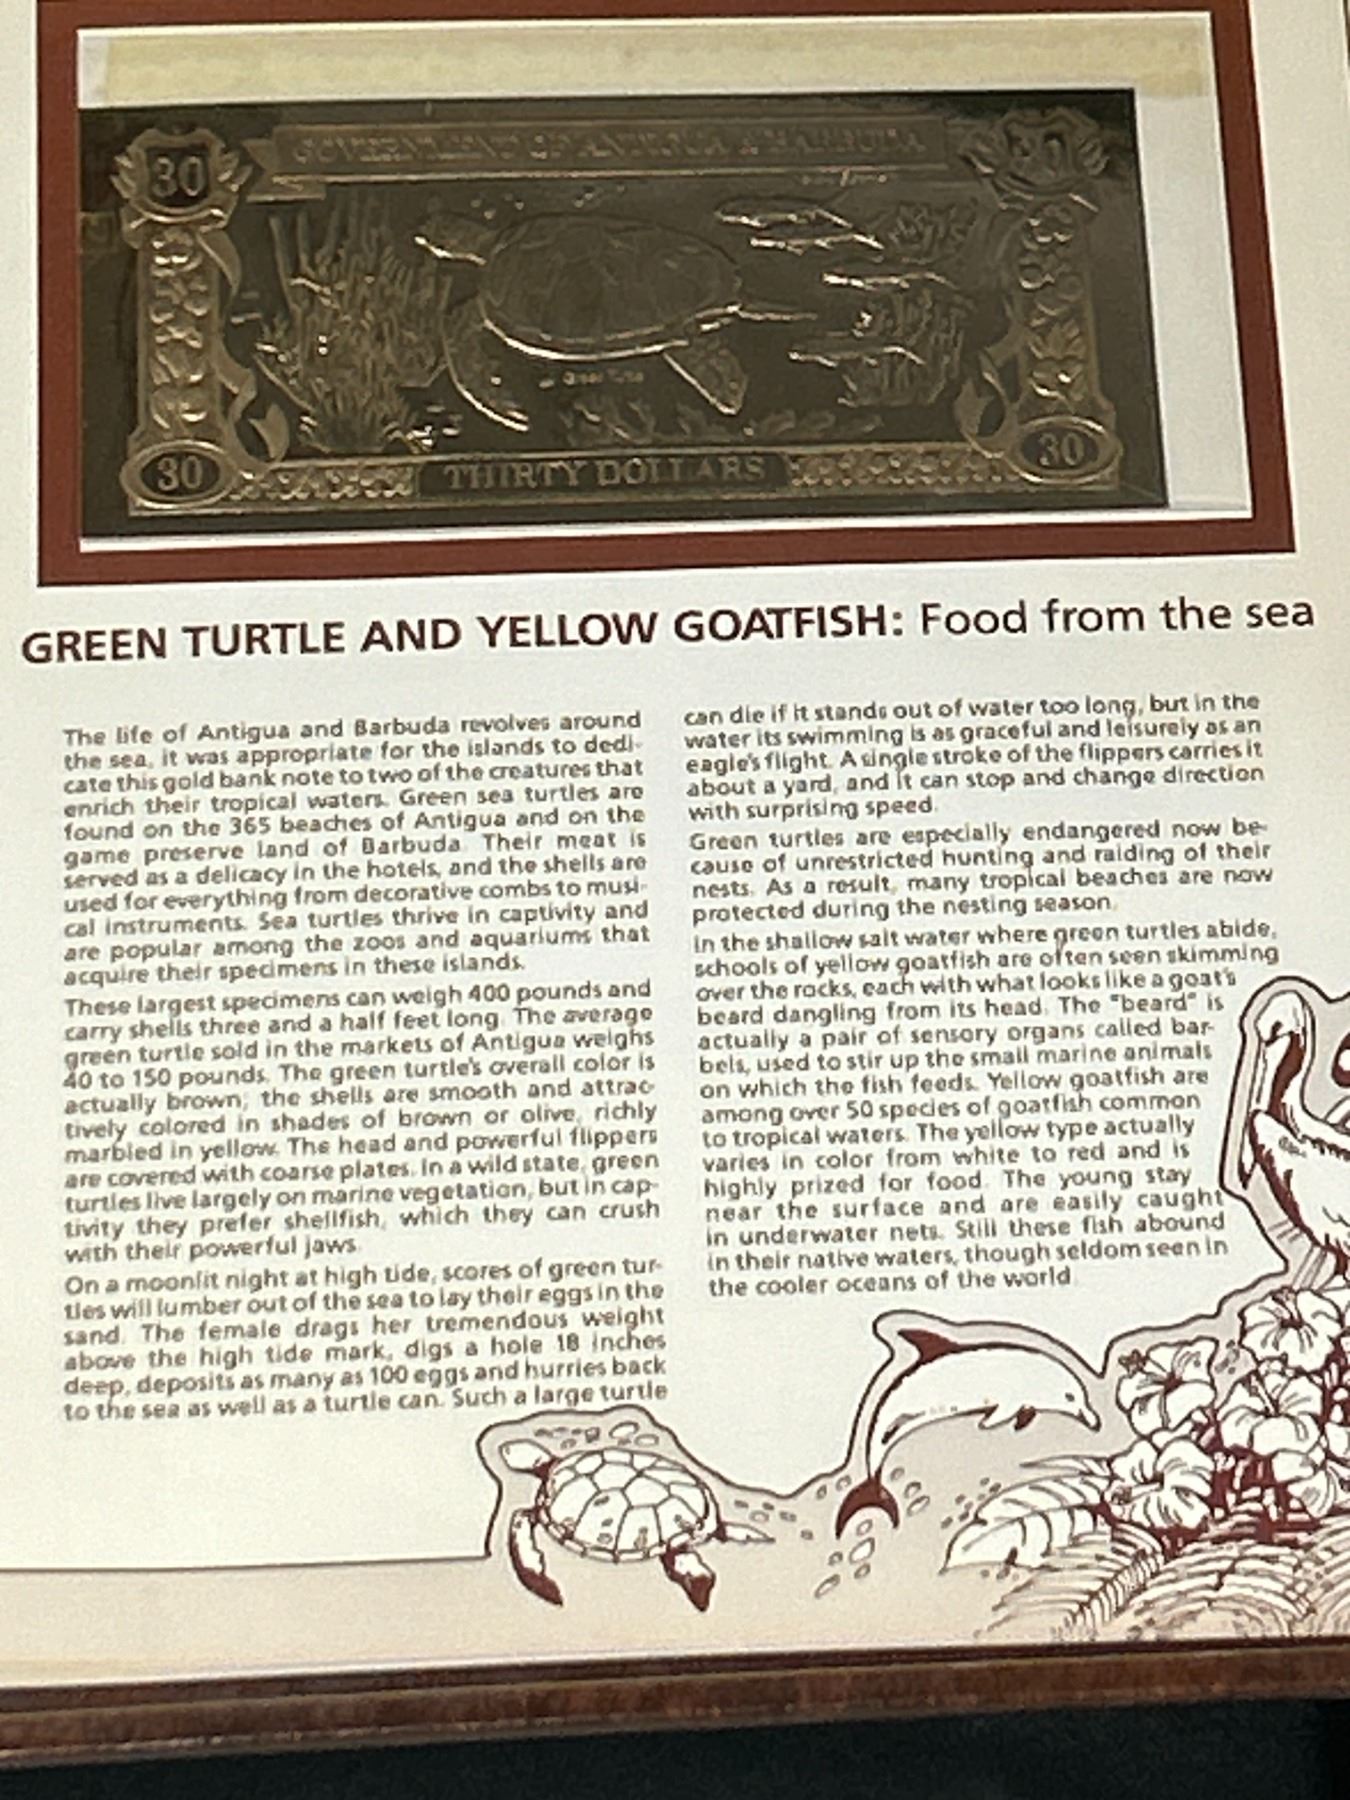 GOVERNMENT OF ANTIGUA & BARBUDA
30
30
Green Turtle
30
THIRTY DOLLARS
30
GREEN TURTLE AND YELLOW GOATFISH: Food from the sea
The life of Antigua and Barbuda revolves around
the sea, it was appropriate for the islands to dedi-
cate this gold bank note to two of the creatures that
enrich their tropical waters. Green sea turtles are
found on the 365 beaches of Antigua and on the
game preserve land of Barbuda. Their meat is
served as a delicacy in the hotels, and the shells are
used for everything from decorative combs to musi-
cal instruments. Sea turtles thrive in captivity and
are popular among the zoos and aquariums that
acquire their specimens in these islands.
These largest specimens can weigh 400 pounds and
carry shells three and a half feet long. The average
green turtle sold in the markets of Antigua weighs
40 to 150 pounds. The green turtle's overall color is
actually brown; the shells are smooth and attrac-
tively colored in shades of brown or olive, richly
marbled in yellow. The head and powerful flippers
are covered with coarse plates. In a wild state, green
turtles live largely on marine vegetation, but in cap-
tivity they prefer shellfish, which they can crush
with their powerful jaws.
On a moonlit night at high tide, scores of green tur-
tles will lumber out of the sea to lay their eggs in the
sand. The female drags her tremendous weight
above the high tide mark, digs a hole 18 inches
deep, deposits as many as 100 eggs and hurries back
to the sea as well as a turtle can. Such a large turtle
can die if it stands out of water too long, but in the
water its swimming is as graceful and leisurely as an
eagle's flight. A single stroke of the flippers carries it
about a yard, and it can stop and change direction
with surprising speed.
Green turtles are especially endangered now be-
cause of unrestricted hunting and raiding of their
nests. As a result, many tropical beaches are now
protected during the nesting season.
In the shallow salt water where green turtles abide,
schools of yellow goatfish are often seen skimming
over the rocks, each with what looks like a goat's
beard dangling from its head. The "beard" is
actually a pair of sensory organs called bar-
bels, used to stir up the small marine animals
on which the fish feeds. Yellow goatfish are
among over 50 species of goatfish common
to tropical waters. The yellow type actually
varies in color from white to red and is
highly prized for food. The young stay
near the surface and are easily caught
in underwater nets. Still these fish abound
in their native waters, though seldom seen in
the cooler oceans of the world.